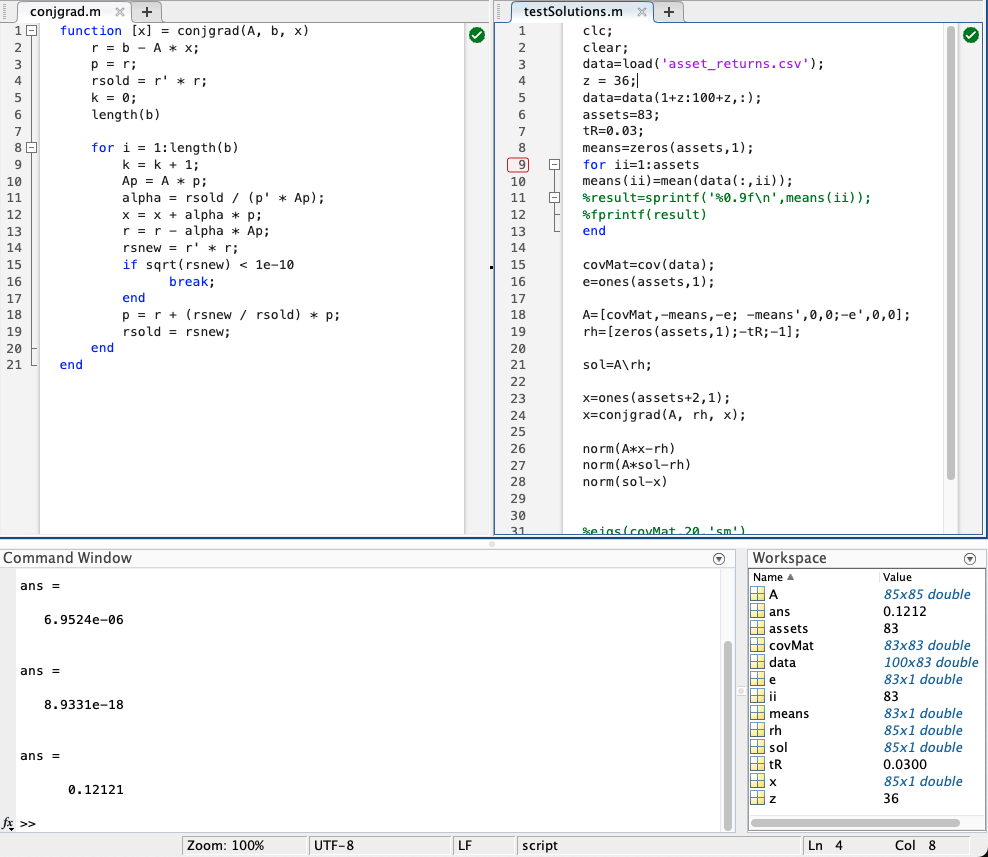 conjgrad.m × +
1 function [x] = conjgrad(A, b, x)
2 r = b - A * x;
3 p = r;
4 rsold = r' * r;
5 k = 0;
6 length(b)
7
8 for i = 1:length(b)
9 k = k + 1;
10 Ap = A * p;
11 alpha = rsold / (p' * Ap);
12 x = x + alpha * p;
13 r = r - alpha * Ap;
14 rsnew = r' * r;
15 if sqrt(rsnew) < 1e-10
16 break;
17 end
18 p = r + (rsnew / rsold) * p;
19 rsold = rsnew;
20 end
21 end
testSolutions.m × +
1 clc;
2 clear;
3 data=load('asset_returns.csv');
4 z = 36;
5 data=data(1+z:100+z,:);
6 assets=83;
7 tR=0.03;
8 means=zeros(assets,1);
9 for ii=1:assets
10 means(ii)=mean(data(:,ii));
11 %result=sprintf('%0.9f\n',means(ii));
12 %fprintf(result)
13 end
14
15 covMat=cov(data);
16 e=ones(assets,1);
17
18 A=[covMat,-means,-e; -means',0,0;-e',0,0];
19 rh=[zeros(assets,1);-tR;-1];
20
21 sol=A\rh;
22
23 x=ones(assets+2,1);
24 x=conjgrad(A, rh, x);
25
26 norm(A*x-rh)
27 norm(A*sol-rh)
28 norm(sol-x)
29
30
31 %eigs(covMat,20,'sm')
Command Window
ans =
6.9524e-06
ans =
8.9331e-18
ans =
0.12121
fx >>
Workspace
Name Value
A 85x85 double
ans 0.1212
assets 83
covMat 83x83 double
data 100x83 double
e 83x1 double
ii 83
means 83x1 double
rh 85x1 double
sol 85x1 double
tR 0.0300
x 85x1 double
z 36
Zoom: 100% UTF-8 LF script Ln 4 Col 8